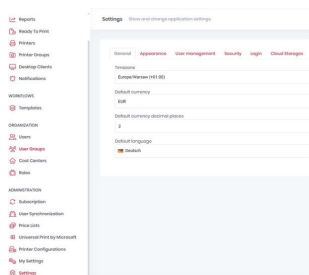 Reports
Ready To Print
Printers
Printer Groups
Desktop Clients
Notifications
WORKFLOWS
Templates
ORGANIZATION
Users
User Groups
Cost Centers
Roles
ADMINISTRATION
Subscription
User Synchronization
Price Lists
Universal Print by Microsoft
Printer Configurations
My Settings
Settings
Settings Show and change application settings.
General Appearance User management Security Login Cloud Storages
Timezone
Europe/Warsaw (+01:00)
Default currency
EUR
Default currency decimal places
2
Default language
Deutsch